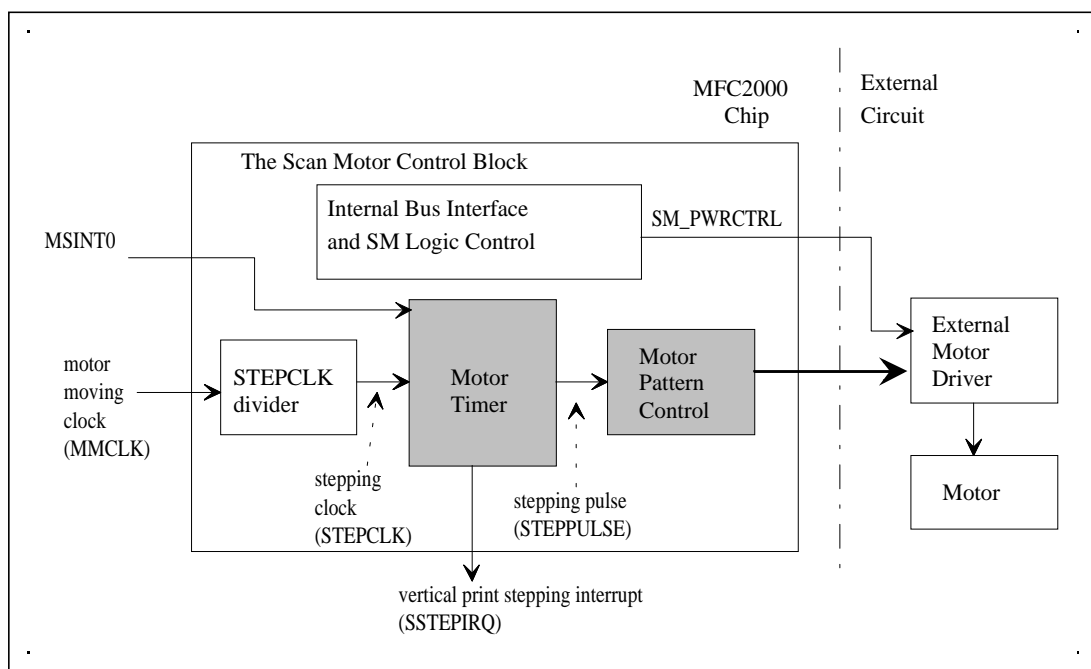 MFC2000
Chip
External
Circuit
The Scan Motor Control Block
Internal Bus Interface
and SM Logic Control
SM_PWRCTRL
MSINT0
motor
moving
clock
(MMCLK)
STEPCLK
divider
Motor
Timer
Motor
Pattern
Control
External
Motor
Driver
Motor
stepping
clock
(STEPCLK)
stepping pulse
(STEPPULSE)
vertical print stepping interrupt
(SSTEPIRQ)